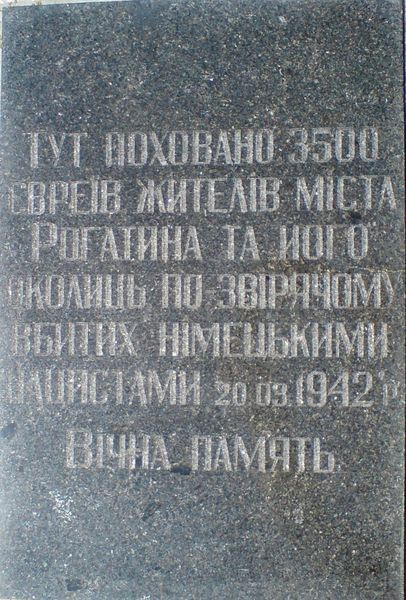 ТУТ ПОХОВАНО 3500
ЄВРЕЇВ ЖИТЕЛІВ МІСТА
РОГАТИНА ТА ЙОГО
ОКОЛИЦЬ ПО ЗВІРЯЧОМУ
ВБИТИХ НІМЕЦЬКИМИ
НАЦИСТАМИ 20 03 1942 р
ВІЧНА ПАМЯТЬ